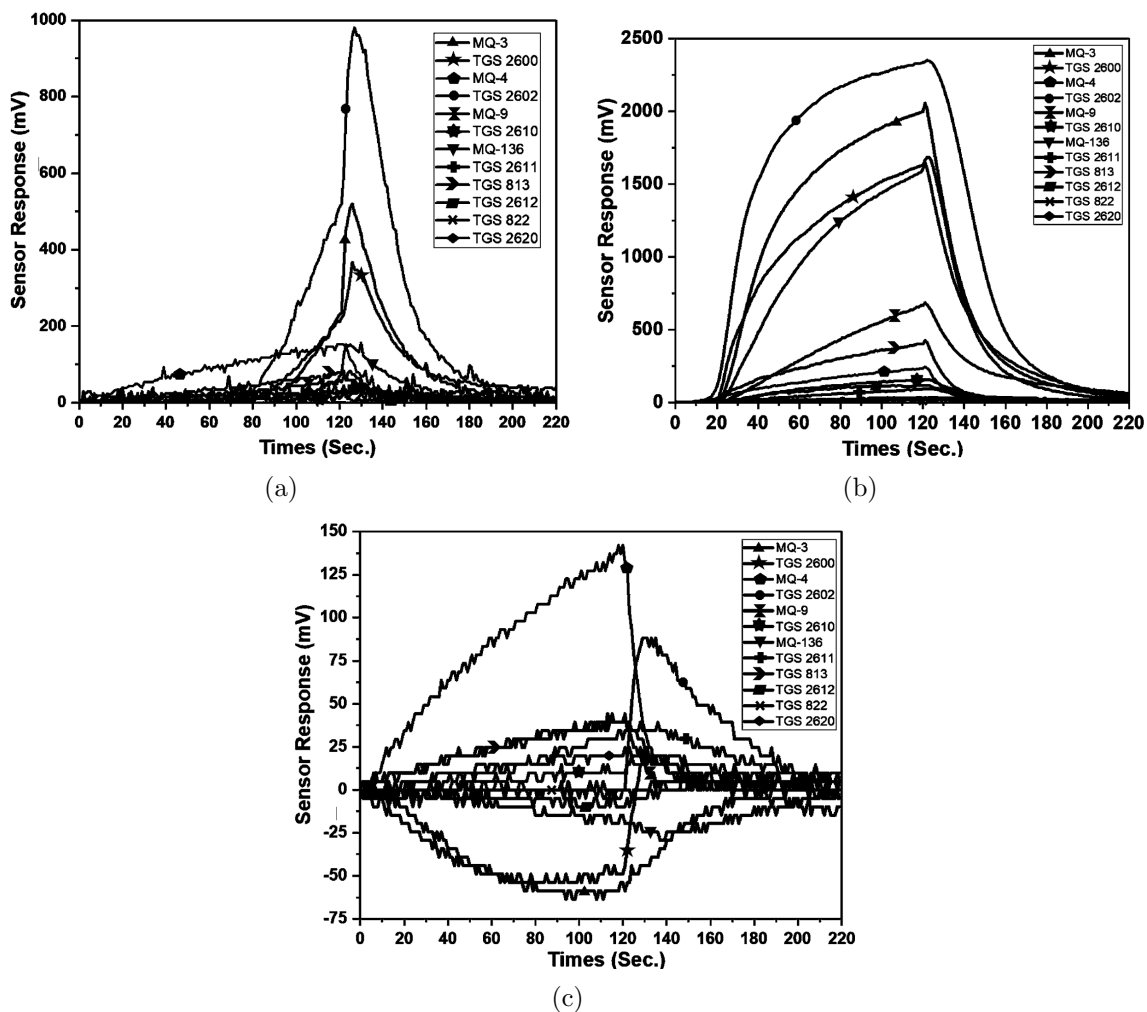 1000
800
600
400
200
0
Sensor Response (mV)
0 20 40 60 80 100 120 140 160 180 200 220
Times (Sec.)
MQ-3
TGS 2600
MQ-4
TGS 2602
MQ-9
TGS 2610
MQ-136
TGS 2611
TGS 813
TGS 2612
TGS 822
TGS 2620
(a)
2500
2000
1500
1000
500
0
Sensor Response (mV)
0 20 40 60 80 100 120 140 160 180 200 220
Times (Sec.)
MQ-3
TGS 2600
MQ-4
TGS 2602
MQ-9
TGS 2610
MQ-136
TGS 2611
TGS 813
TGS 2612
TGS 822
TGS 2620
(b)
150
125
100
75
50
25
0
-25
-50
-75
Sensor Response (mV)
0 20 40 60 80 100 120 140 160 180 200 220
Times (Sec.)
MQ-3
TGS 2600
MQ-4
TGS 2602
MQ-9
TGS 2610
MQ-136
TGS 2611
TGS 813
TGS 2612
TGS 822
TGS 2620
(c)